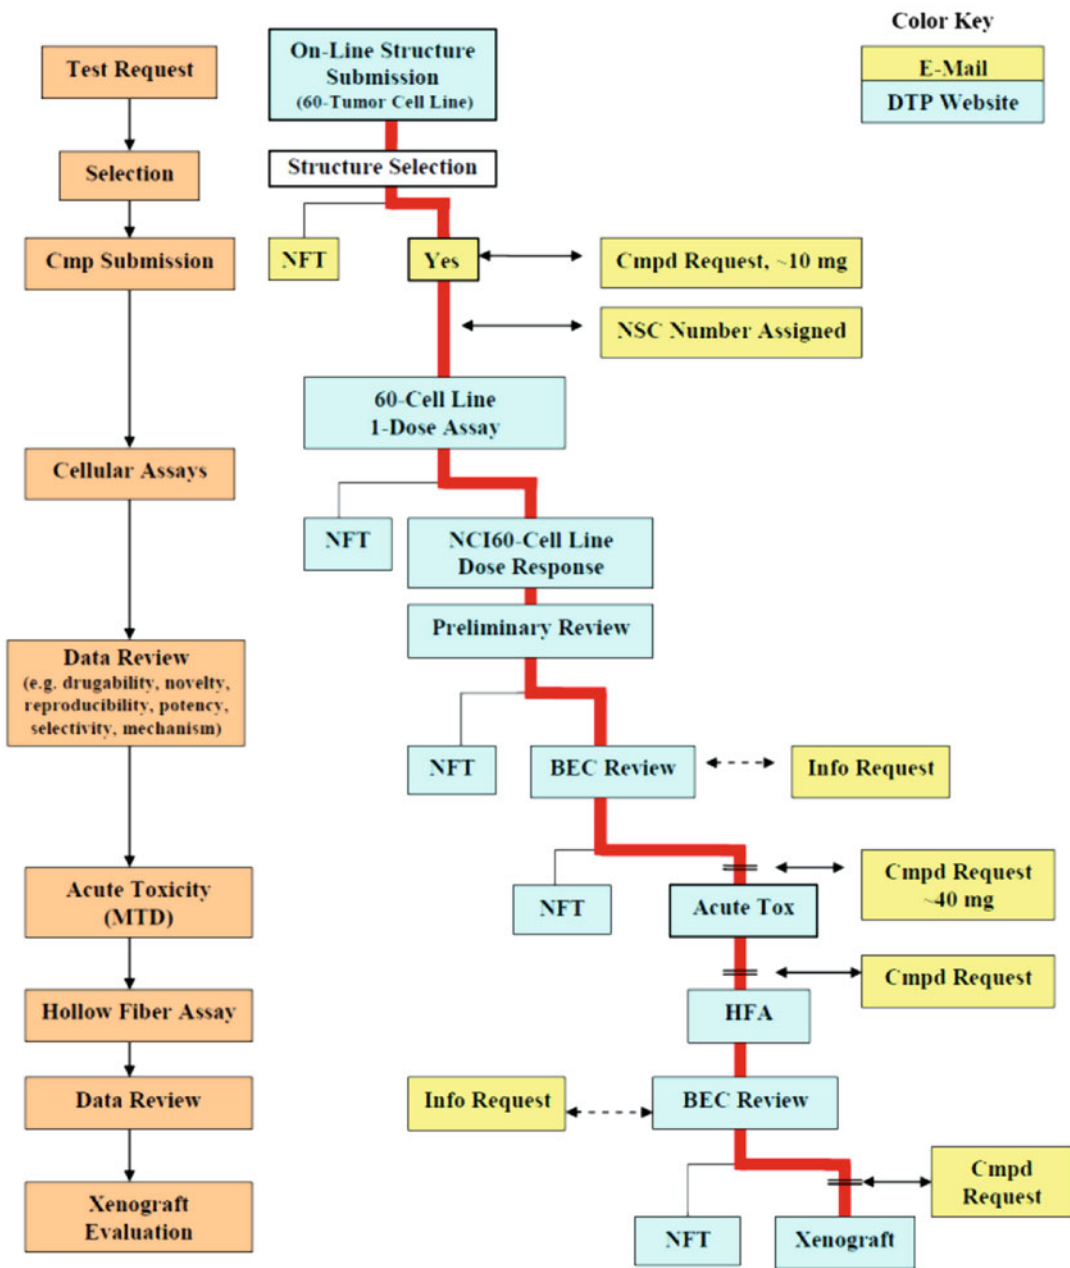 Color Key
E-Mail
DTP Website
Test Request
Selection
Cmp Submission
Cellular Assays
Data Review
(e.g. drugability, novelty,
reproducibility, potency,
selectivity, mechanism)
Acute Toxicity
(MTD)
Hollow Fiber Assay
Data Review
Xenograft
Evaluation
On-Line Structure
Submission
(60-Tumor Cell Line)
Structure Selection
NFT
Yes
Cmpd Request, ~10 mg
NSC Number Assigned
60-Cell Line
1-Dose Assay
NFT
NCI60-Cell Line
Dose Response
Preliminary Review
NFT
BEC Review
Info Request
NFT
Acute Tox
Cmpd Request
~40 mg
Cmpd Request
HFA
Info Request
BEC Review
Cmpd
Request
NFT
Xenograft